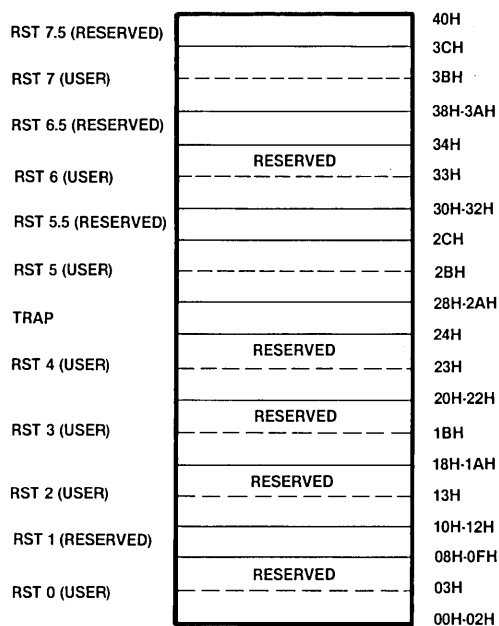 40H
RST 7.5 (RESERVED)
3CH
RST 7 (USER)
3BH
38H-3AH
RST 6.5 (RESERVED)
34H
RESERVED
RST 6 (USER)
33H
30H-32H
RST 5.5 (RESERVED)
2CH
RST 5 (USER)
2BH
28H-2AH
TRAP
24H
RESERVED
RST 4 (USER)
23H
20H-22H
RESERVED
RST 3 (USER)
1BH
18H-1AH
RESERVED
RST 2 (USER)
13H
10H-12H
RST 1 (RESERVED)
08H-0FH
RESERVED
RST 0 (USER)
03H
00H-02H